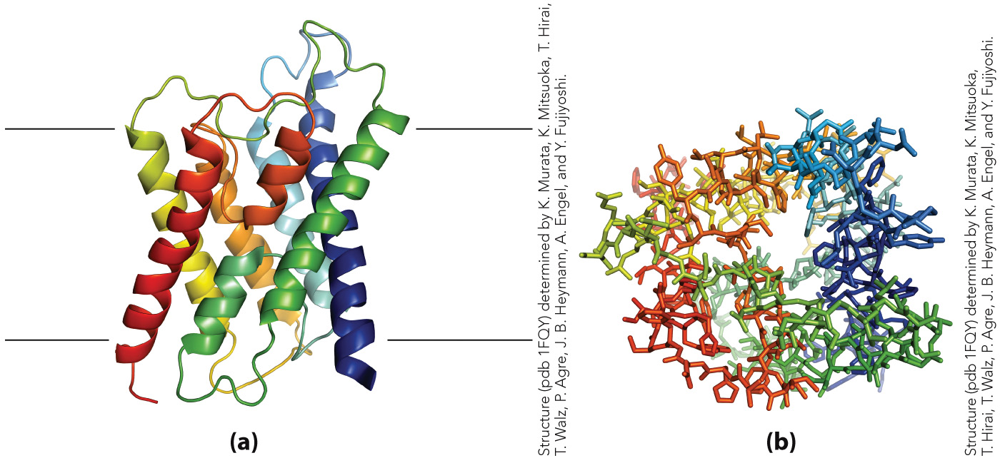 Structure (pdb 1FQY) determined by K. Murata, K. Mitsuoka, T. Hirai,
T. Walz, P. Agre, J. B. Heymann, A. Engel, and Y. Fujiyoshi.
(a)
Structure (pdb 1FQY) determined by K. Murata, K. Mitsuoka,
T. Hirai, T. Walz, P. Agre, J. B. Heymann, A. Engel, and Y. Fujiyoshi.
(b)